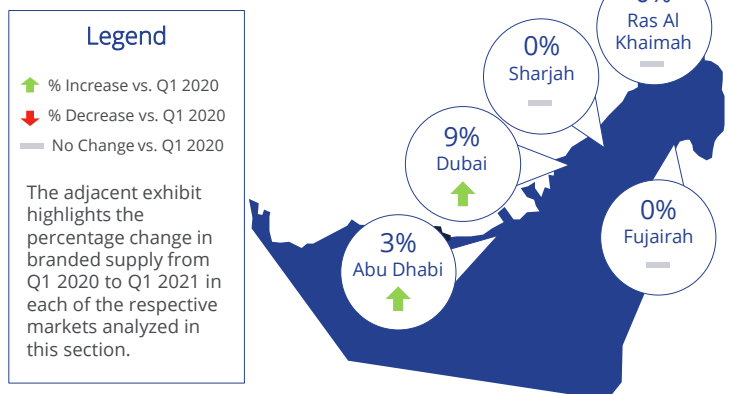 Legend
% Increase vs. Q1 2020
% Decrease vs. Q1 2020
No Change vs. Q1 2020
The adjacent exhibit
highlights the
percentage change in
branded supply from
Q1 2020 to Q1 2021 in
each of the respective
markets analyzed in
this section.
Ras Al
Khaimah
0%
Sharjah
9%
Dubai
3%
Abu Dhabi
0%
Fujairah